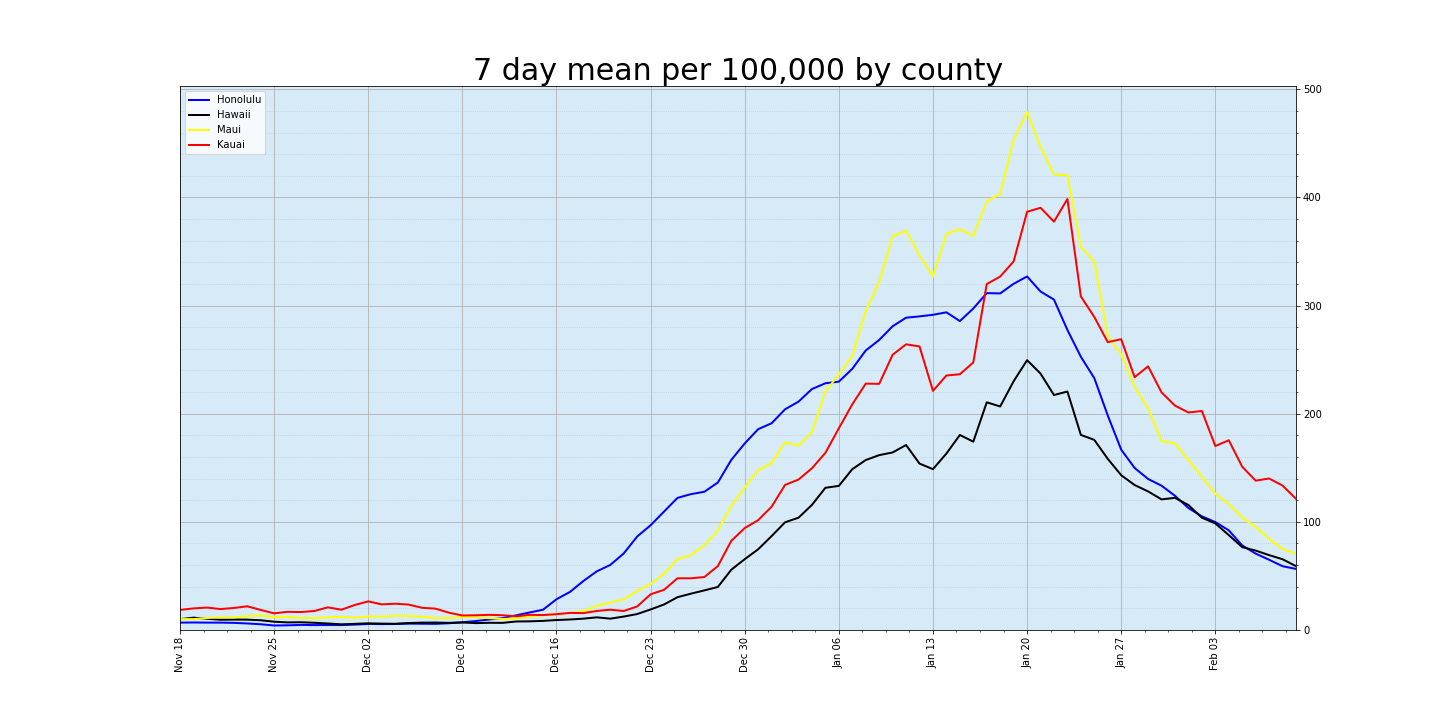 7 day mean per 100,000 by county
Honolulu
Hawaii
Maui
Kauai
500
400
300
200
100
0
Nov 18
Nov 25
Dec 02
Dec 09
Dec 16
Dec 23
Dec 30
Jan 06
Jan 13
Jan 20
Jan 27
Feb 03